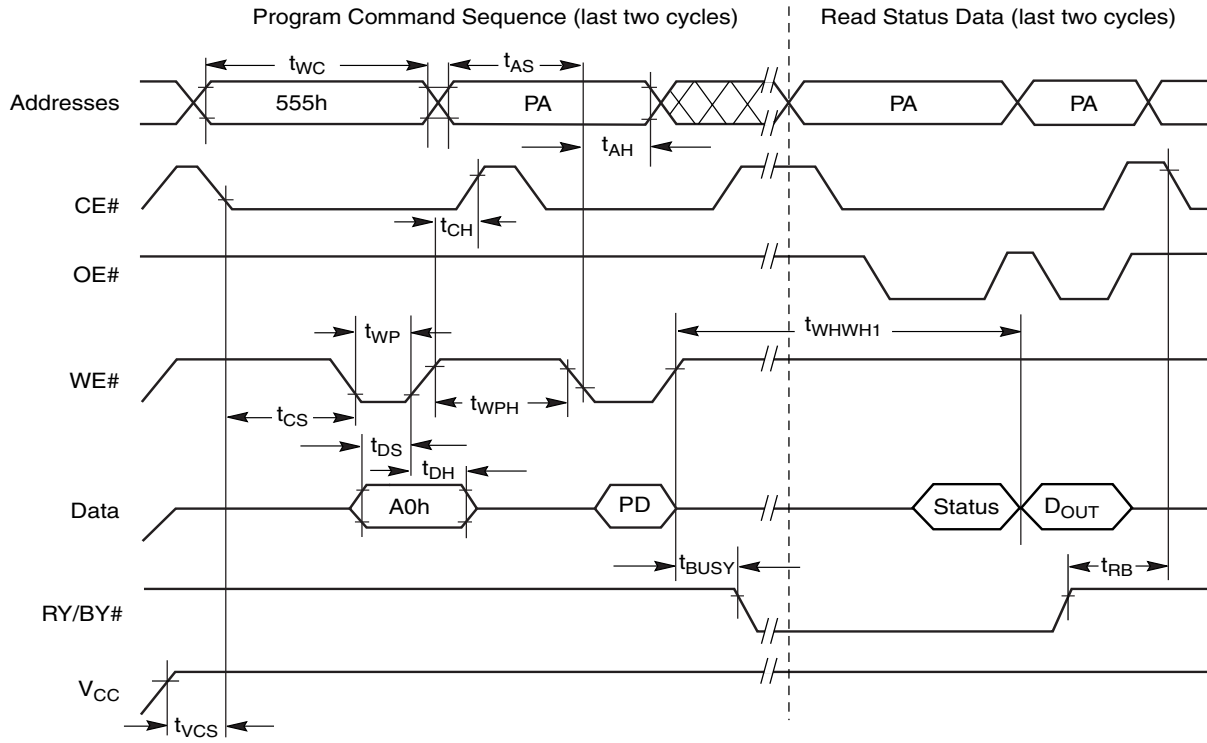 Program Command Sequence (last two cycles)
Read Status Data (last two cycles)
tWC
tAS
Addresses
555h
PA
PA
PA
tAH
CE#
tCH
OE#
tWP
tWHWH1
WE#
tCS
tWPH
tDS
tDH
Data
A0h
PD
Status
DOUT
tBUSY
tRB
RY/BY#
VCC
tVCS